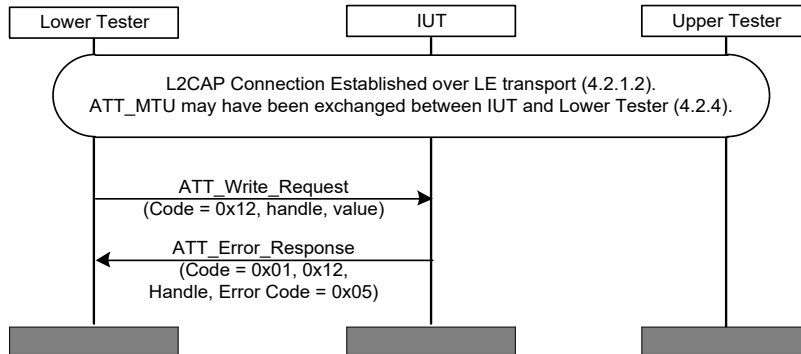 Lower Tester
IUT
Upper Tester
L2CAP Connection Established over LE transport (4.2.1.2).
ATT_MTU may have been exchanged between IUT and Lower Tester (4.2.4).
ATT_Write_Request
(Code = 0x12, handle, value)
ATT_Error_Response
(Code = 0x01, 0x12,
Handle, Error Code = 0x05)